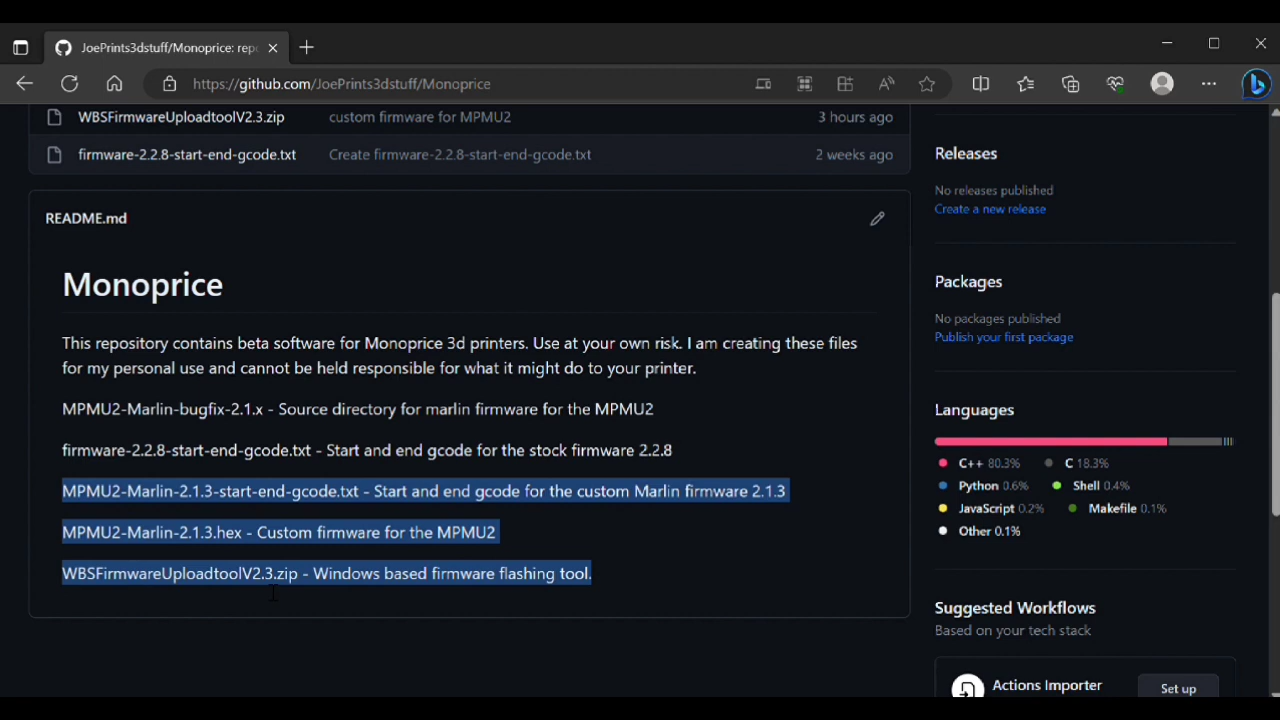 JoePrints3dstuff/Monoprice: repo
https://github.com/JoePrints3dstuff/Monoprice
WBSFirmwareUploadtoolV2.3.zip custom firmware for MPMU2 3 hours ago
firmware-2.2.8-start-end-gcode.txt Create firmware-2.2.8-start-end-gcode.txt 2 weeks ago
README.md
Monoprice
This repository contains beta software for Monoprice 3d printers. Use at your own risk. I am creating these files
for my personal use and cannot be held responsible for what it might do to your printer.
MPMU2-Marlin-bugfix-2.1.x - Source directory for marlin firmware for the MPMU2
firmware-2.2.8-start-end-gcode.txt - Start and end gcode for the stock firmware 2.2.8
MPMU2-Marlin-2.1.3-start-end-gcode.txt - Start and end gcode for the custom Marlin firmware 2.1.3
MPMU2-Marlin-2.1.3.hex - Custom firmware for the MPMU2
WBSFirmwareUploadtoolV2.3.zip - Windows based firmware flashing tool.
Releases
No releases published
Create a new release
Packages
No packages published
Publish your first package
Languages
C++ 80.3% C 18.3%
Python 0.6% Shell 0.4%
JavaScript 0.2% Makefile 0.1%
Other 0.1%
Suggested Workflows
Based on your tech stack
Actions Importer Set up